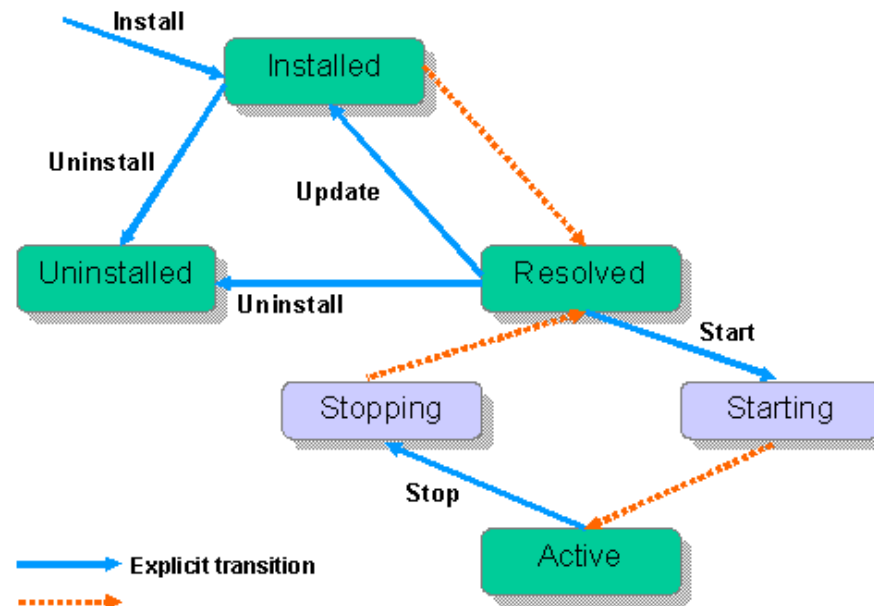 Install
Installed
Uninstall
Update
Uninstalled
Resolved
Uninstall
Start
Stopping
Starting
Stop
Active
Explicit transition